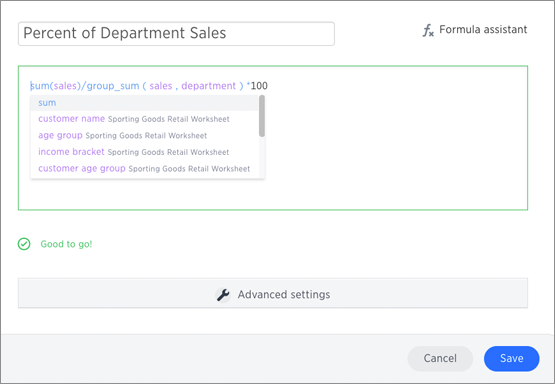 Percent of Department Sales
Formula assistant
sum(sales)/group_sum ( sales , department ) *100
sum
customer name Sporting Goods Retail Worksheet
age group Sporting Goods Retail Worksheet
income bracket Sporting Goods Retail Worksheet
customer age group Sporting Goods Retail Worksheet
Good to go!
Advanced settings
Cancel
Save